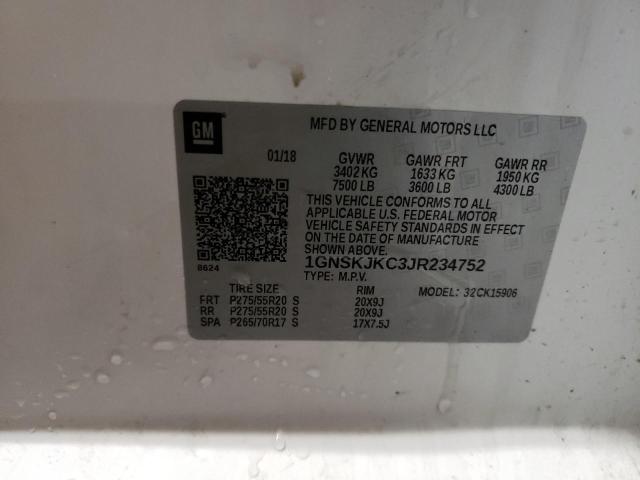 GM
MFD BY GENERAL MOTORS LLC
01/18 GVWR GAWR FRT GAWR RR
3402 KG 1633 KG 1950 KG
7500 LB 3600 LB 4300 LB
THIS VEHICLE CONFORMS TO ALL
APPLICABLE U.S. FEDERAL MOTOR
VEHICLE SAFETY STANDARDS IN EFFECT
ON THE DATE OF MANUFACTURE
SHOWN ABOVE.
8624 1GNSKJKC3JR234752
TYPE: M.P.V.
TIRE SIZE RIM MODEL: 32CK15906
FRT P275/55R20 S 20X9J
RR P275/55R20 S 20X9J
SPA P265/70R17 S 17X7.5J